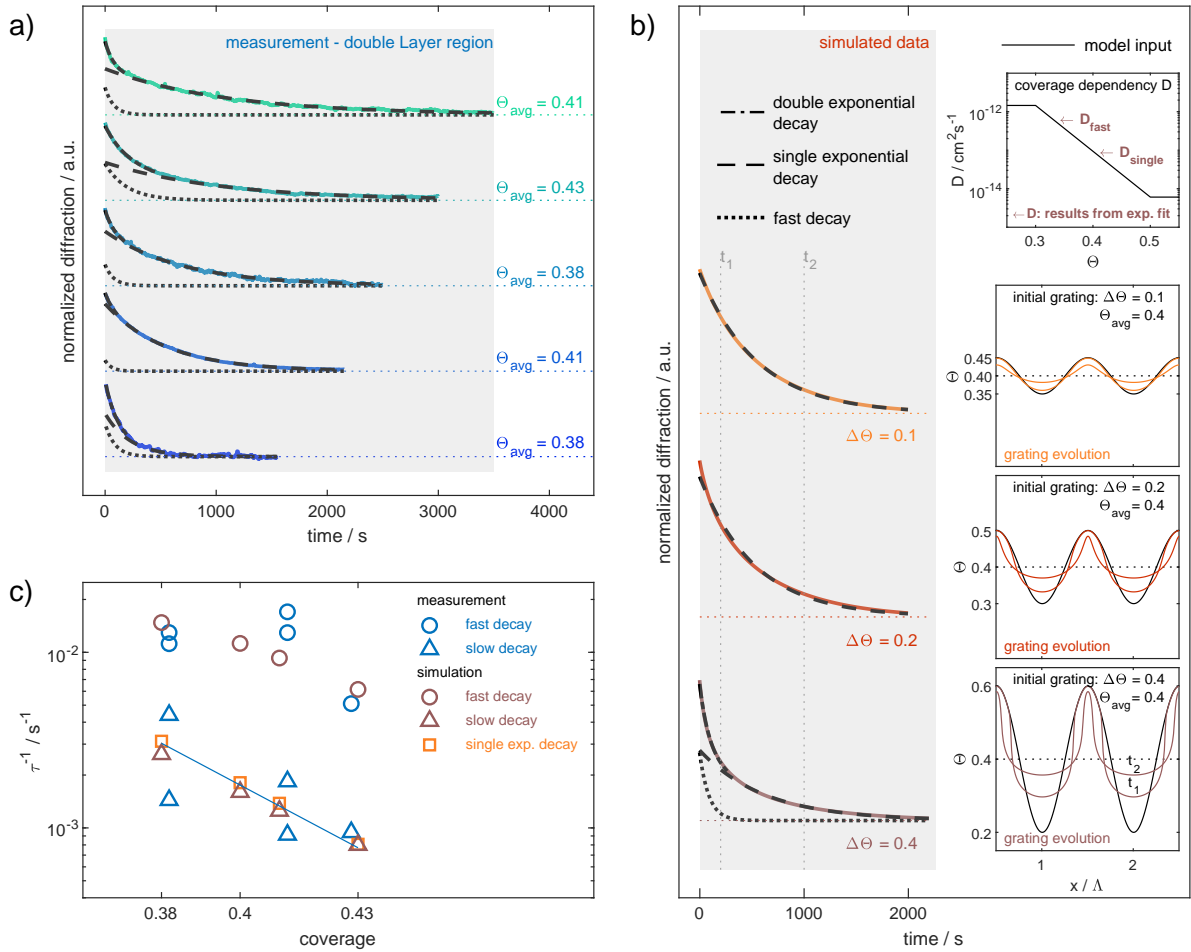 a)
measurement - double Layer region
Θavg = 0.41
Θavg = 0.43
Θavg = 0.38
Θavg = 0.41
Θavg = 0.38
normalized diffraction / a.u.
0 1000 2000 3000 4000
time / s
b)
simulated data
double exponential
decay
single exponential
decay
fast decay
t1 t2
ΔΘ = 0.1
ΔΘ = 0.2
ΔΘ = 0.4
normalized diffraction / a.u.
0 1000 2000
time / s
model input
coverage dependency D
← Dfast
← Dsingle
← D: results from exp. fit
D / cm²s⁻¹
10⁻¹²
10⁻¹⁴
0.3 0.4 0.5
Θ
initial grating: ΔΘ = 0.1
Θavg = 0.4
0.45
0.40
0.35
Θ
grating evolution
initial grating: ΔΘ = 0.2
Θavg = 0.4
0.5
0.4
0.3
Θ
grating evolution
initial grating: ΔΘ = 0.4
Θavg = 0.4
0.6
0.4
0.2
Θ
t2
t1
grating evolution
1 2
x / Λ
c)
measurement
fast decay
slow decay
simulation
fast decay
slow decay
single exp. decay
τ⁻¹ / s⁻¹
10⁻²
10⁻³
0.38 0.4 0.43
coverage